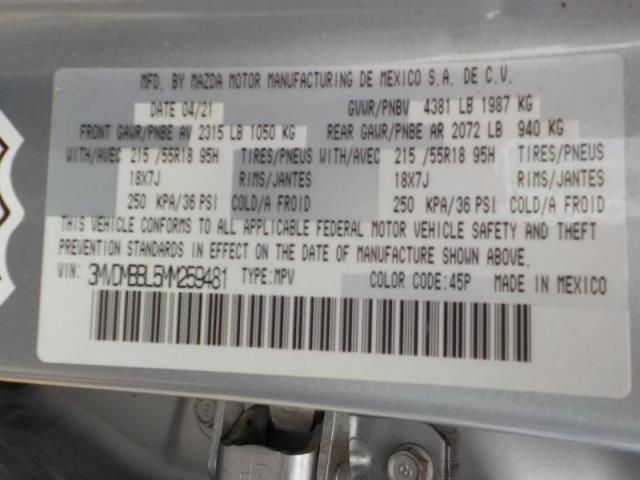 MFD. BY MAZDA MOTOR MANUFACTURING DE MEXICO S.A. DE C.V.
DATE 04/21 GVWR/PNBV 4381 LB 1987 KG
FRONT GAWR/PNBE AV 2315 LB 1050 KG REAR GAWR/PNBE AR 2072 LB 940 KG
WITH/AVEC 215 /55R18 95H TIRES/PNEUS WITH/AVEC 215 /55R18 95H TIRES/PNEUS
18X7J RIMS/JANTES 18X7J RIMS/JANTES
250 KPA/36 PSI COLD/A FROID 250 KPA/36 PSI COLD/A FROID
THIS VEHICLE CONFORMS TO ALL APPLICABLE FEDERAL MOTOR VEHICLE SAFETY AND THEFT
PREVENTION STANDARDS IN EFFECT ON THE DATE OF MANUFACTURE SHOWN ABOVE.
VIN: 3MVDMBBL5MM259481 TYPE:MPV COLOR CODE:45P MADE IN MEXICO
8